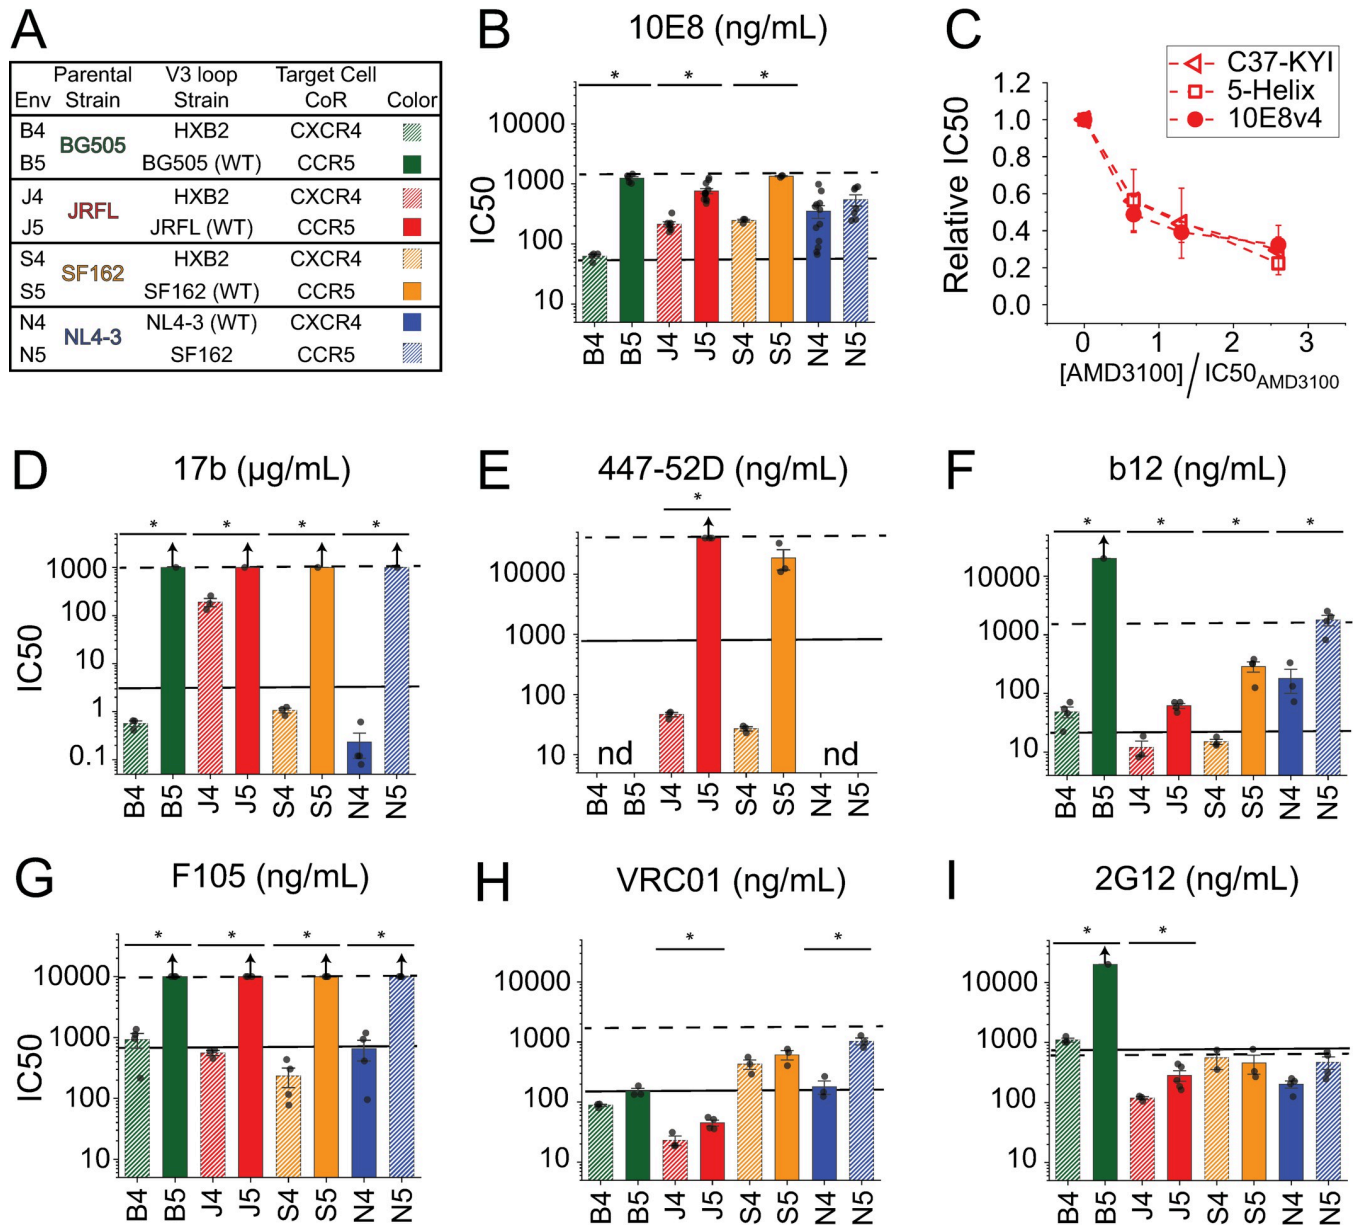 A
Parental V3 loop Target Cell
Env Strain Strain CoR Color
B4 HXB2 CXCR4
BG505
B5 BG505 (WT) CCR5
J4 HXB2 CXCR4
JRFL
J5 JRFL (WT) CCR5
S4 HXB2 CXCR4
SF162
S5 SF162 (WT) CCR5
N4 NL4-3 (WT) CXCR4
NL4-3
N5 SF162 CCR5
B
10E8 (ng/mL)
* * *
IC50
10000
1000
100
10
B4 B5 J4 J5 S4 S5 N4 N5
C
C37-KYI
5-Helix
10E8v4
Relative IC50
1.2
1.0
0.8
0.6
0.4
0.2
0.0
0 1 2 3
[AMD3100] / IC50AMD3100
D
17b (µg/mL)
* * * *
IC50
1000
100
10
1
0.1
B4 B5 J4 J5 S4 S5 N4 N5
E
447-52D (ng/mL)
*
10000
1000
100
10
nd nd
B4 B5 J4 J5 S4 S5 N4 N5
F
b12 (ng/mL)
* * * *
10000
1000
100
10
B4 B5 J4 J5 S4 S5 N4 N5
G
F105 (ng/mL)
* * * *
IC50
10000
1000
100
10
B4 B5 J4 J5 S4 S5 N4 N5
H
VRC01 (ng/mL)
* *
10000
1000
100
10
B4 B5 J4 J5 S4 S5 N4 N5
I
2G12 (ng/mL)
* *
10000
1000
100
10
B4 B5 J4 J5 S4 S5 N4 N5